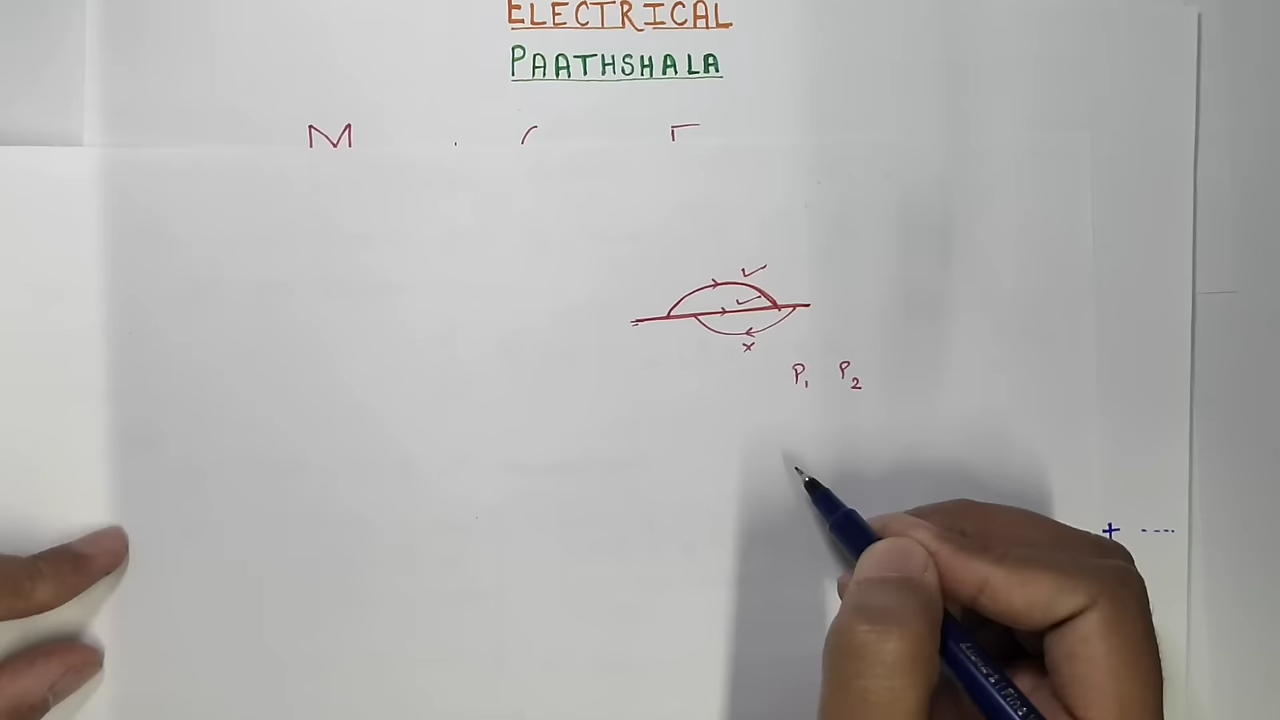 ELECTRICAL
PAATHSHALA
M
P₁ P₂
+ ----